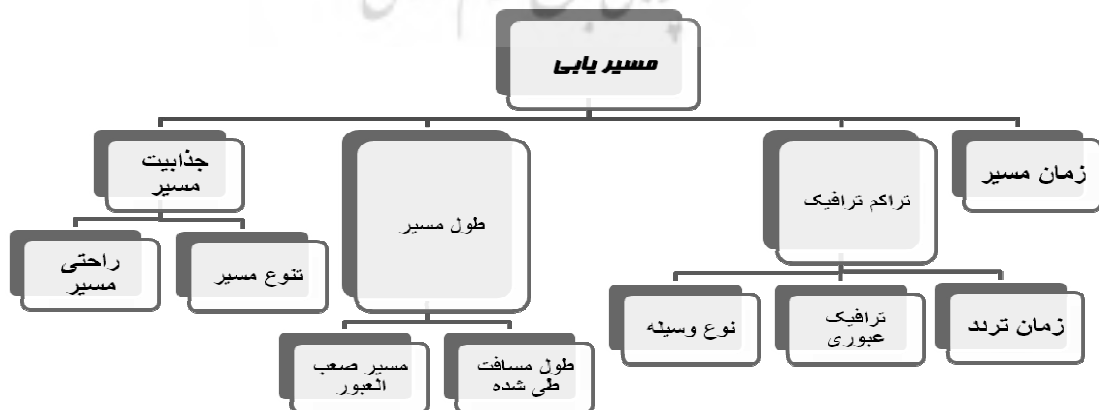 مسیر یابی
زمان مسیر
تراکم ترافیک
طول مسیر
جذابیت
مسیر
زمان تردد
ترافیک
عبوری
نوع وسیله
طول مسافت
طی شده
مسیر صعب
العبور
تنوع مسیر
راحتی
مسیر